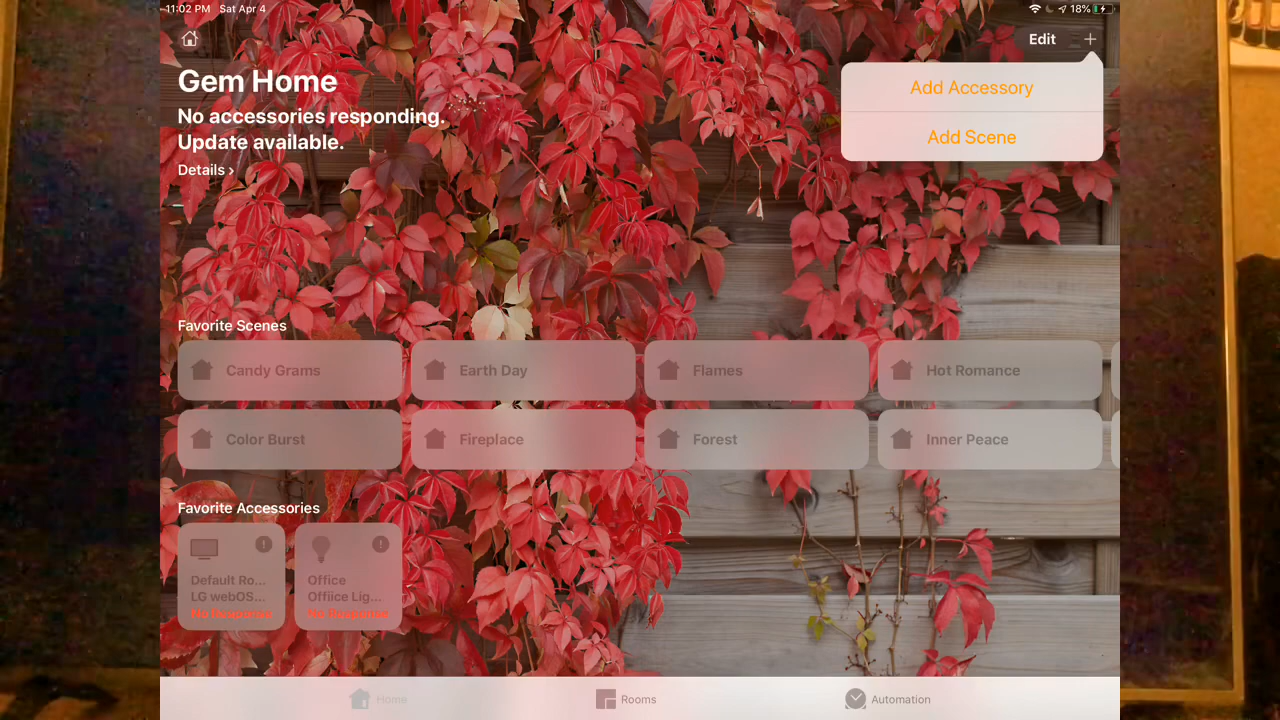 11:02 PM Sat Apr 4
18%
Edit
Gem Home
Add Accessory
No accessories responding.
Update available.
Add Scene
Details ›
Favorite Scenes
Candy Grams
Earth Day
Flames
Hot Romance
Color Burst
Fireplace
Forest
Inner Peace
Favorite Accessories
Default Ro...
LG webOS...
No Response
Office
Offiice Lig...
No Response
Home
Rooms
Automation